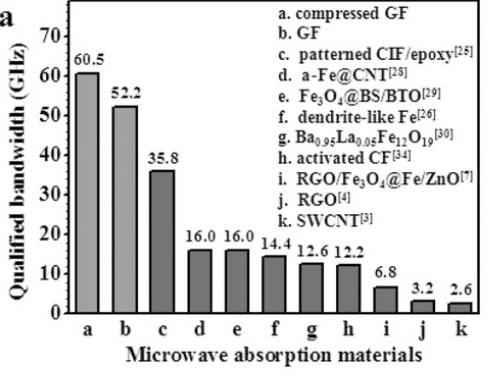 a
a. compressed GF
b. GF
c. patterned CIF/epoxy[25]
d. a-Fe@CNT[28]
e. Fe3O4@BS/BTO[29]
f. dendrite-like Fe[26]
g. Ba0.95La0.05Fe12O19[30]
h. activated CF[34]
i. RGO/Fe3O4@Fe/ZnO[7]
j. RGO[4]
k. SWCNT[3]
Qualified bandwidth (GHz)
70
60
50
40
30
20
10
0
60.5
52.2
35.8
16.0
16.0
14.4
12.6
12.2
6.8
3.2
2.6
a b c d e f g h i j k
Microwave absorption materials